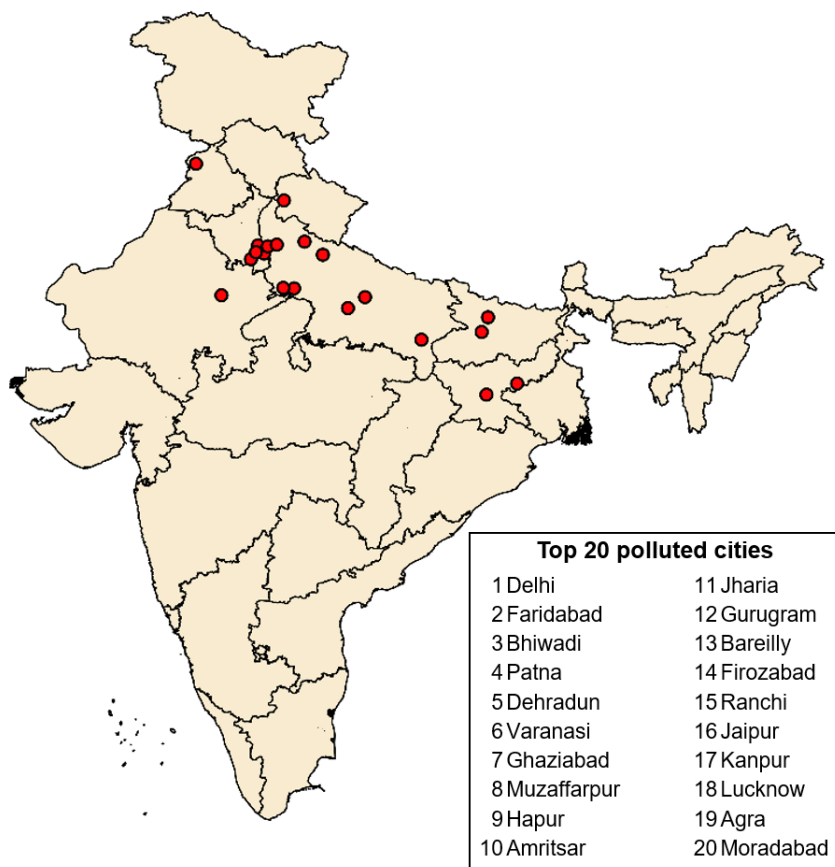 Top 20 polluted cities
1 Delhi
2 Faridabad
3 Bhiwadi
4 Patna
5 Dehradun
6 Varanasi
7 Ghaziabad
8 Muzaffarpur
9 Hapur
10 Amritsar
11 Jharia
12 Gurugram
13 Bareilly
14 Firozabad
15 Ranchi
16 Jaipur
17 Kanpur
18 Lucknow
19 Agra
20 Moradabad